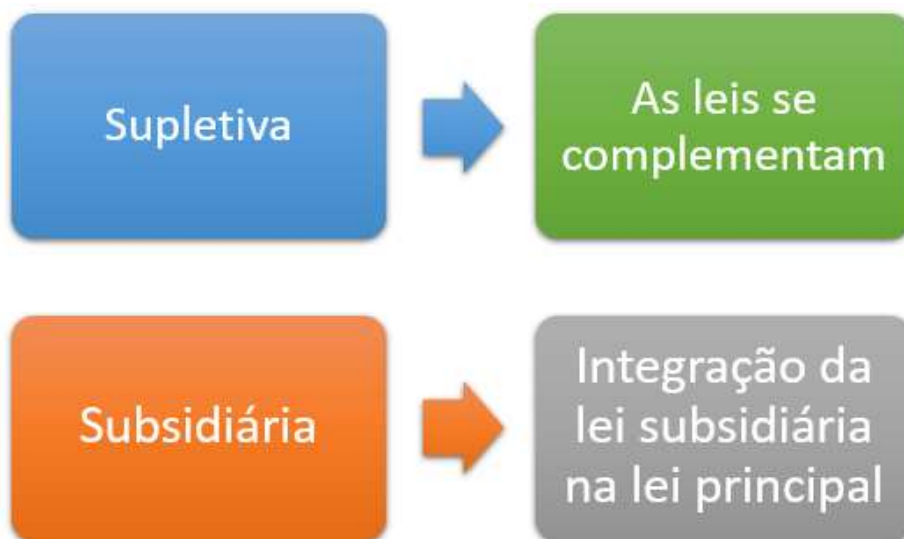 Supletiva
As leis se
complementam
Subsidiária
Integração da
lei subsidiária
na lei principal